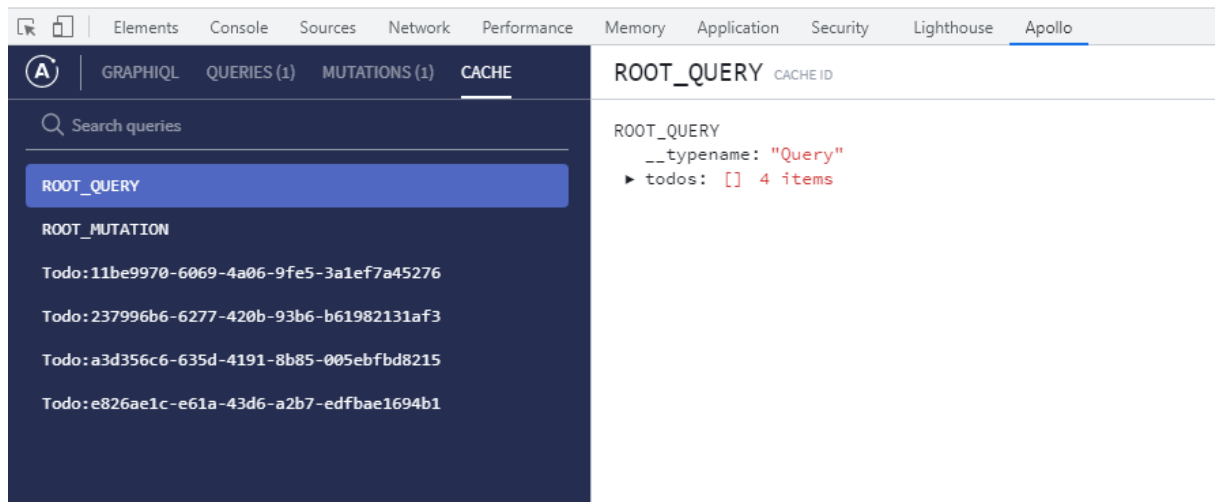 Elements Console Sources Network Performance Memory Application Security Lighthouse Apollo
A GRAPHIQL QUERIES (1) MUTATIONS (1) CACHE
ROOT_QUERY CACHE ID
Search queries
ROOT_QUERY
ROOT_MUTATION
Todo:11be9970-6069-4a06-9fe5-3a1ef7a45276
Todo:237996b6-6277-420b-93b6-b61982131af3
Todo:a3d356c6-635d-4191-8b85-005ebfbd8215
Todo:e826ae1c-e61a-43d6-a2b7-edfbae1694b1
ROOT_QUERY
__typename: "Query"
▶ todos: [] 4 items